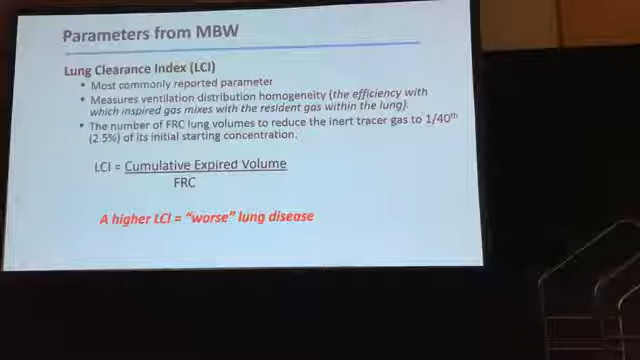 Parameters from MBW
Lung Clearance Index (LCI)
• Most commonly reported parameter
• Measures ventilation distribution homogeneity (the efficiency with
which inspired gas mixes with the resident gas within the lung).
• The number of FRC lung volumes to reduce the inert tracer gas to 1/40th
(2.5%) of its initial starting concentration.
LCI = Cumulative Expired Volume
FRC
A higher LCI = “worse” lung disease